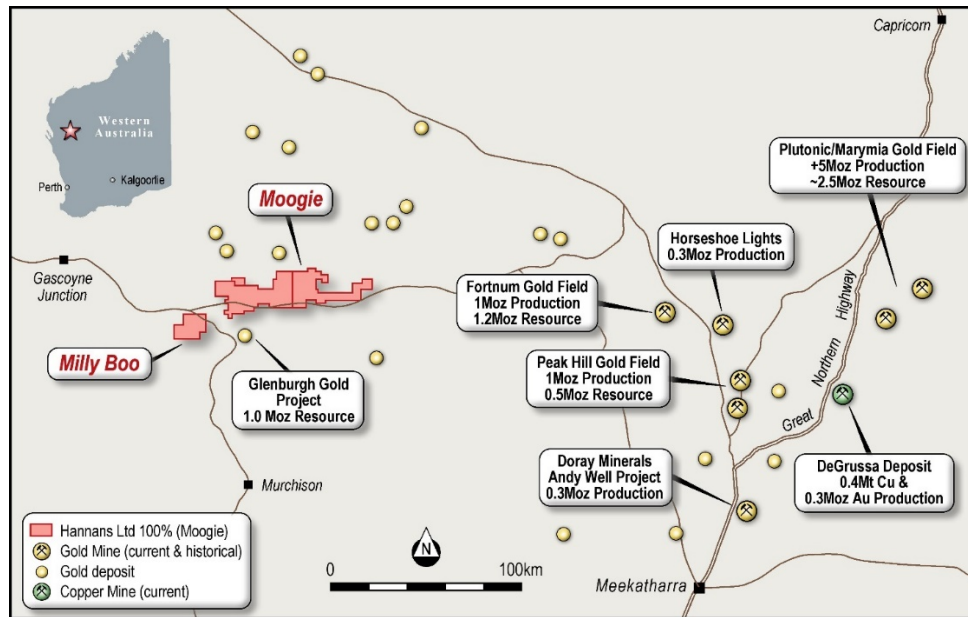 Capricorn
Western
Australia
Perth
Kalgoorlie
Plutonic/Marymia Gold Field
+5Moz Production
~2.5Moz Resource
Moogie
Horseshoe Lights
0.3Moz Production
Gascoyne
Junction
Fortnum Gold Field
1Moz Production
1.2Moz Resource
Milly Boo
Glenburgh Gold
Project
1.0 Moz Resource
Peak Hill Gold Field
1Moz Production
0.5Moz Resource
Great Northern Highway
Doray Minerals
Andy Well Project
0.3Moz Production
DeGrussa Deposit
0.4Mt Cu &
0.3Moz Au Production
Murchison
Hannans Ltd 100% (Moogie)
Gold Mine (current & historical)
Gold deposit
Copper Mine (current)
N
0 100km
Meekatharra